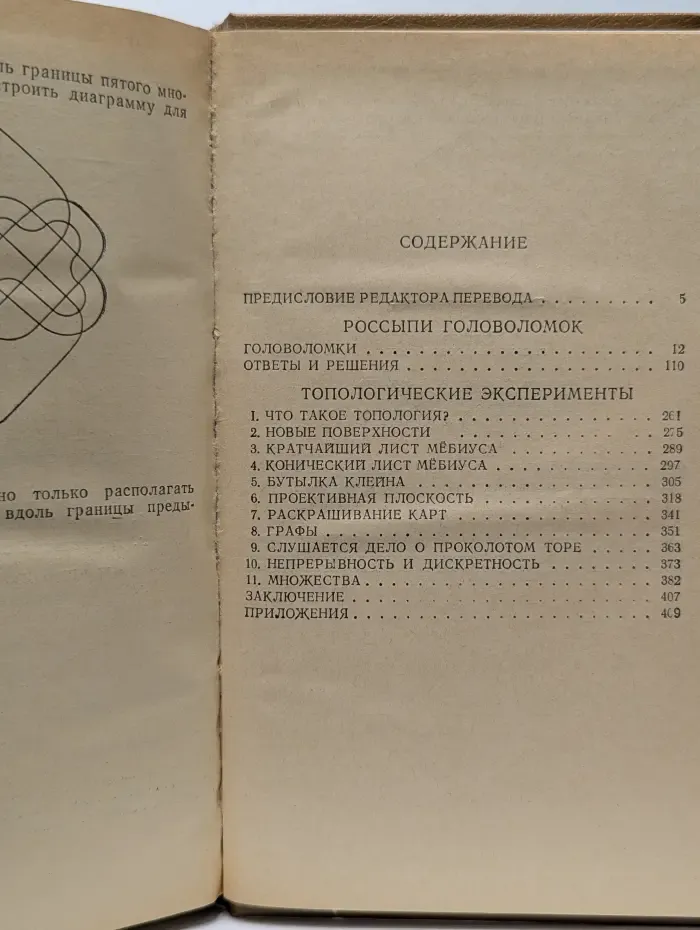 ль границы пятого мно-
строить диаграмму для
но только располагать
вдоль границы преды-
СОДЕРЖАНИЕ
ПРЕДИСЛОВИЕ РЕДАКТОРА ПЕРЕВОДА . . . . . . . . . 5
РОССЫПИ ГОЛОВОЛОМОК
ГОЛОВОЛОМКИ . . . . . . . . . . . . . . . . . . . . . . 12
ОТВЕТЫ И РЕШЕНИЯ . . . . . . . . . . . . . . . . . . . 110
ТОПОЛОГИЧЕСКИЕ ЭКСПЕРИМЕНТЫ
1. ЧТО ТАКОЕ ТОПОЛОГИЯ? . . . . . . . . . . . . . . . 261
2. НОВЫЕ ПОВЕРХНОСТИ . . . . . . . . . . . . . . . 275
3. КРАТЧАЙШИЙ ЛИСТ МЁБИУСА . . . . . . . . . . . . 289
4. КОНИЧЕСКИЙ ЛИСТ МЁБИУСА . . . . . . . . . . . . . 297
5. БУТЫЛКА КЛЕЙНА . . . . . . . . . . . . . . . . . . 305
6. ПРОЕКТИВНАЯ ПЛОСКОСТЬ . . . . . . . . . . . . . . 318
7. РАСКРАШИВАНИЕ КАРТ . . . . . . . . . . . . . . . . 341
8. ГРАФЫ . . . . . . . . . . . . . . . . . . . . . . . . 351
9. СЛУШАЕТСЯ ДЕЛО О ПРОКОЛОТОМ ТОРЕ . . . . . 363
10. НЕПРЕРЫВНОСТЬ И ДИСКРЕТНОСТЬ . . . . . . . . 373
11. МНОЖЕСТВА . . . . . . . . . . . . . . . . . . . . . 382
ЗАКЛЮЧЕНИЕ . . . . . . . . . . . . . . . . . . . . . . 407
ПРИЛОЖЕНИЯ . . . . . . . . . . . . . . . . . . . . . . 409